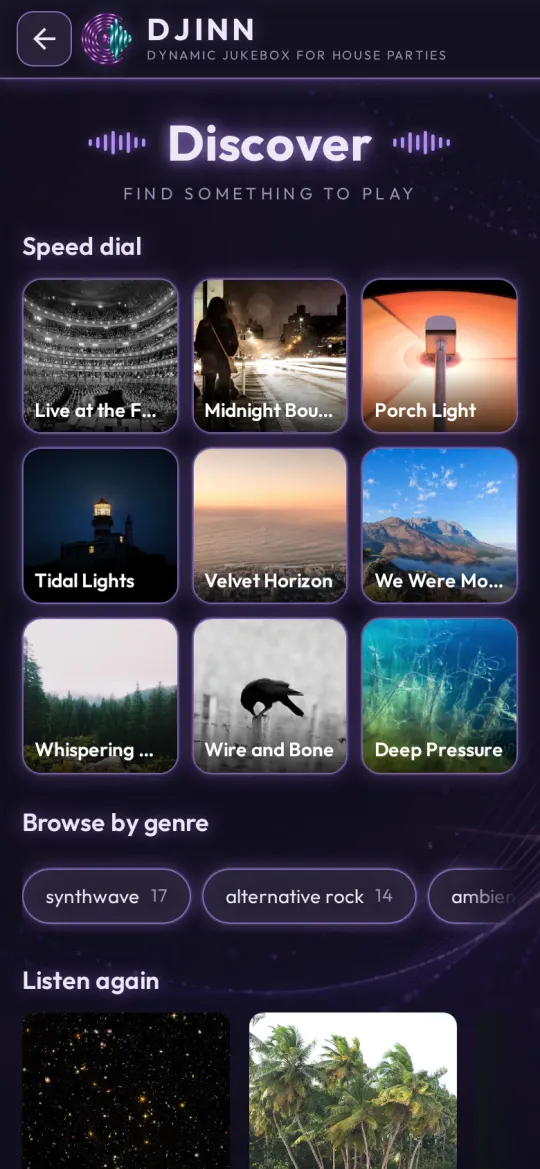 DJINN
DYNAMIC JUKEBOX FOR HOUSE PARTIES
Discover
FIND SOMETHING TO PLAY
Speed dial
Live at the F...
Midnight Bou...
Porch Light
Tidal Lights
Velvet Horizon
We Were Mo...
Whispering ...
Wire and Bone
Deep Pressure
Browse by genre
synthwave 17
alternative rock 14
ambien
Listen again